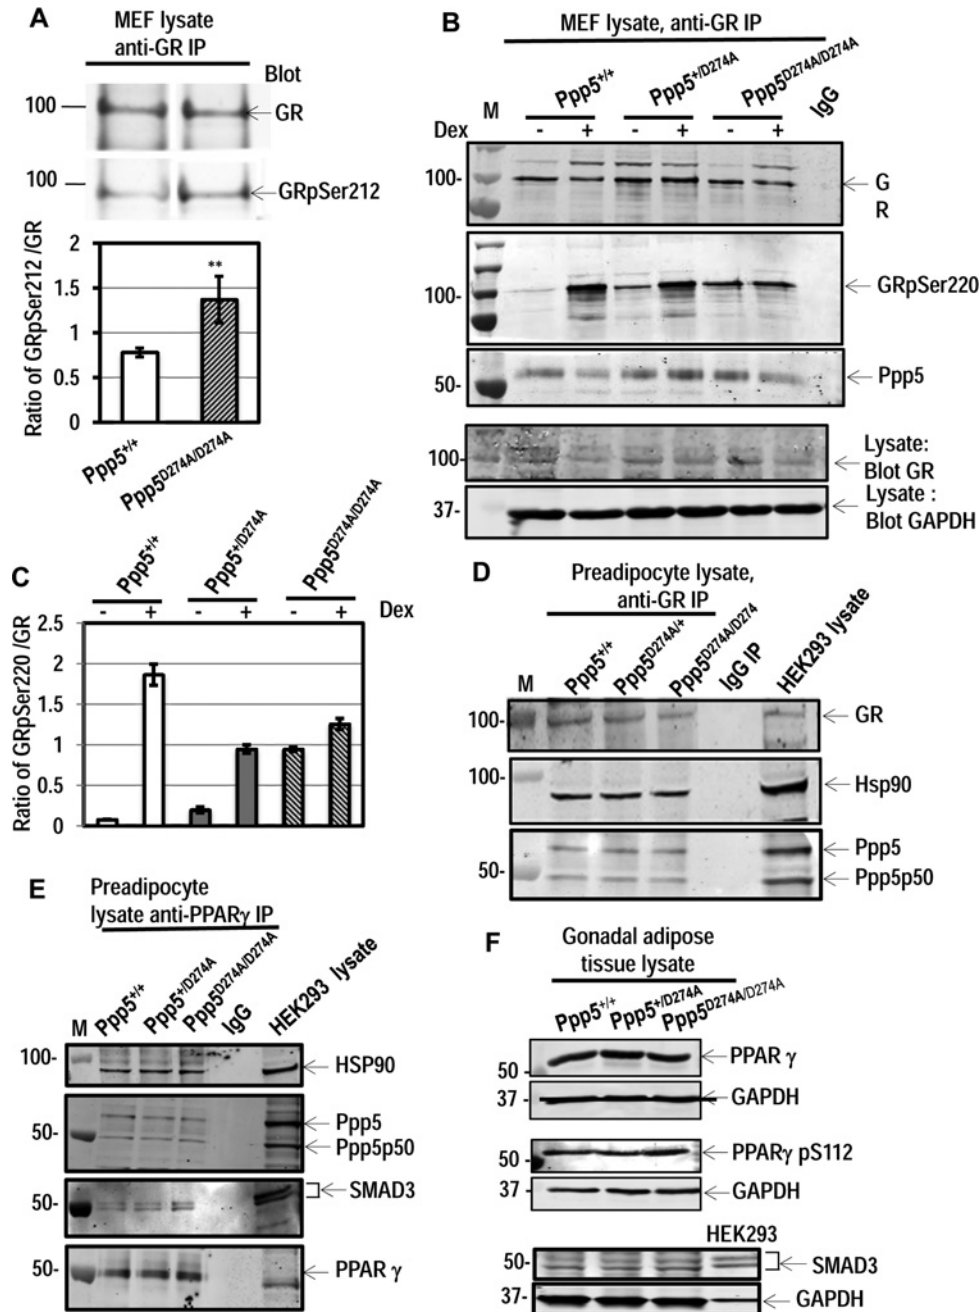 A
MEF lysate
anti-GR IP
Blot
100
GR
100
GRpSer212
Ratio of GRpSer212 /GR
2
1.5
1
0.5
0
**
Ppp5+/+
Ppp5D274A/D274A
B
MEF lysate, anti-GR IP
Ppp5+/+
Ppp5+/D274A
Ppp5D274A/D274A
IgG
M
Dex - + - + - +
100-
G
R
100-
GRpSer220
50-
Ppp5
100-
Lysate:
Blot GR
37-
Lysate :
Blot GAPDH
C
Ppp5+/+
Ppp5+/D274A
Ppp5D274A/D274A
- + - + - + Dex
Ratio of GRpSer220 /GR
2.5
2
1.5
1
0.5
0
D
Preadipocyte lysate,
anti-GR IP
M
Ppp5+/+
Ppp5D274A/+
Ppp5D274A/D274
IgG IP
HEK293 lysate
100-
GR
100-
Hsp90
50-
Ppp5
Ppp5p50
E
Preadipocyte
lysate anti-PPARγ IP
M
Ppp5+/+
Ppp5+/D274A
Ppp5D274A/D274A
IgG
HEK293 lysate
100-
HSP90
50-
Ppp5
Ppp5p50
50-
SMAD3
50-
PPAR γ
F
Gonadal adipose
tissue lysate
Ppp5+/+
Ppp5+/D274A
Ppp5D274A/D274A
50 -
PPAR γ
37 -
GAPDH
50 -
PPARγ pS112
37 -
GAPDH
HEK293
50-
SMAD3
37-
GAPDH